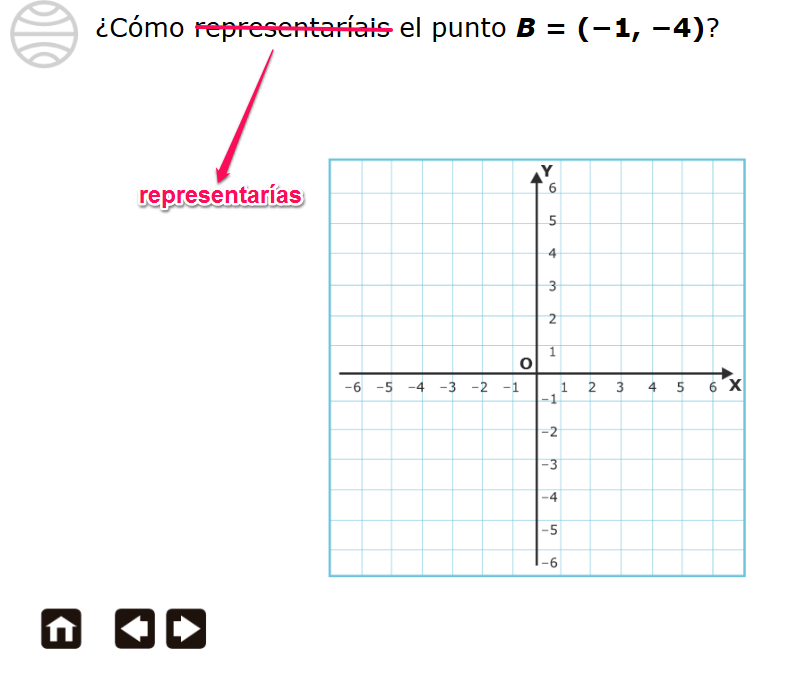 ¿Cómo representaríais el punto B = (−1, −4)?
representarías
Y
6
5
4
3
2
1
O
−6 −5 −4 −3 −2 −1 1 2 3 4 5 6 X
−1
−2
−3
−4
−5
−6